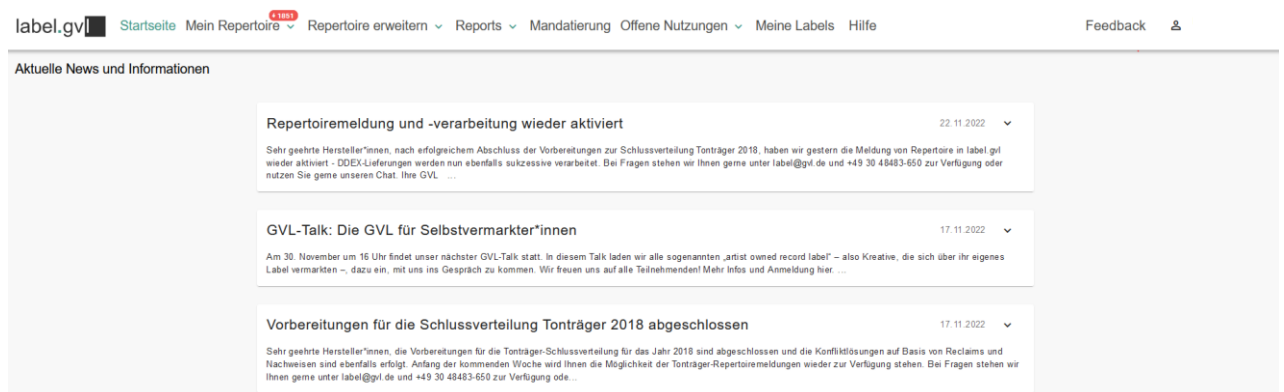 label.gvl Startseite Mein Repertoire +1851 Repertoire erweitern Reports Mandatierung Offene Nutzungen Meine Labels Hilfe Feedback
Aktuelle News und Informationen
Repertoiremeldung und -verarbeitung wieder aktiviert 22.11.2022
Sehr geehrte Hersteller*innen, nach erfolgreichem Abschluss der Vorbereitungen zur Schlussverteilung Tonträger 2018, haben wir gestern die Meldung von Repertoire in label.gvl
wieder aktiviert - DDEX-Lieferungen werden nun ebenfalls sukzessive verarbeitet. Bei Fragen stehen wir Ihnen gerne unter label@gvl.de und +49 30 48483-650 zur Verfügung oder
nutzen Sie gerne unseren Chat. Ihre GVL ...
GVL-Talk: Die GVL für Selbstvermarkter*innen 17.11.2022
Am 30. November um 16 Uhr findet unser nächster GVL-Talk statt. In diesem Talk laden wir alle sogenannten „artist owned record label" – also Kreative, die sich über ihr eigenes
Label vermarkten –, dazu ein, mit uns ins Gespräch zu kommen. Wir freuen uns auf alle Teilnehmenden! Mehr Infos und Anmeldung hier. ...
Vorbereitungen für die Schlussverteilung Tonträger 2018 abgeschlossen 17.11.2022
Sehr geehrte Hersteller*innen, die Vorbereitungen für die Tonträger-Schlussverteilung für das Jahr 2018 sind abgeschlossen und die Konfliktlösungen auf Basis von Reclaims und
Nachweisen sind ebenfalls erfolgt. Anfang der kommenden Woche wird Ihnen die Möglichkeit der Tonträger-Repertoiremeldungen wieder zur Verfügung stehen. Bei Fragen stehen wir
Ihnen gerne unter label@gvl.de und +49 30 48483-650 zur Verfügung ode...